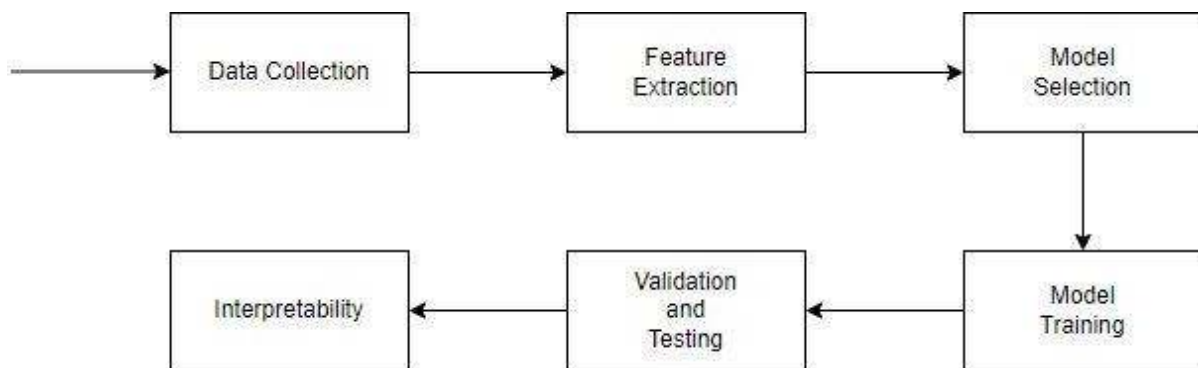 Data Collection
Feature
Extraction
Model
Selection
Interpretability
Validation
and
Testing
Model
Training